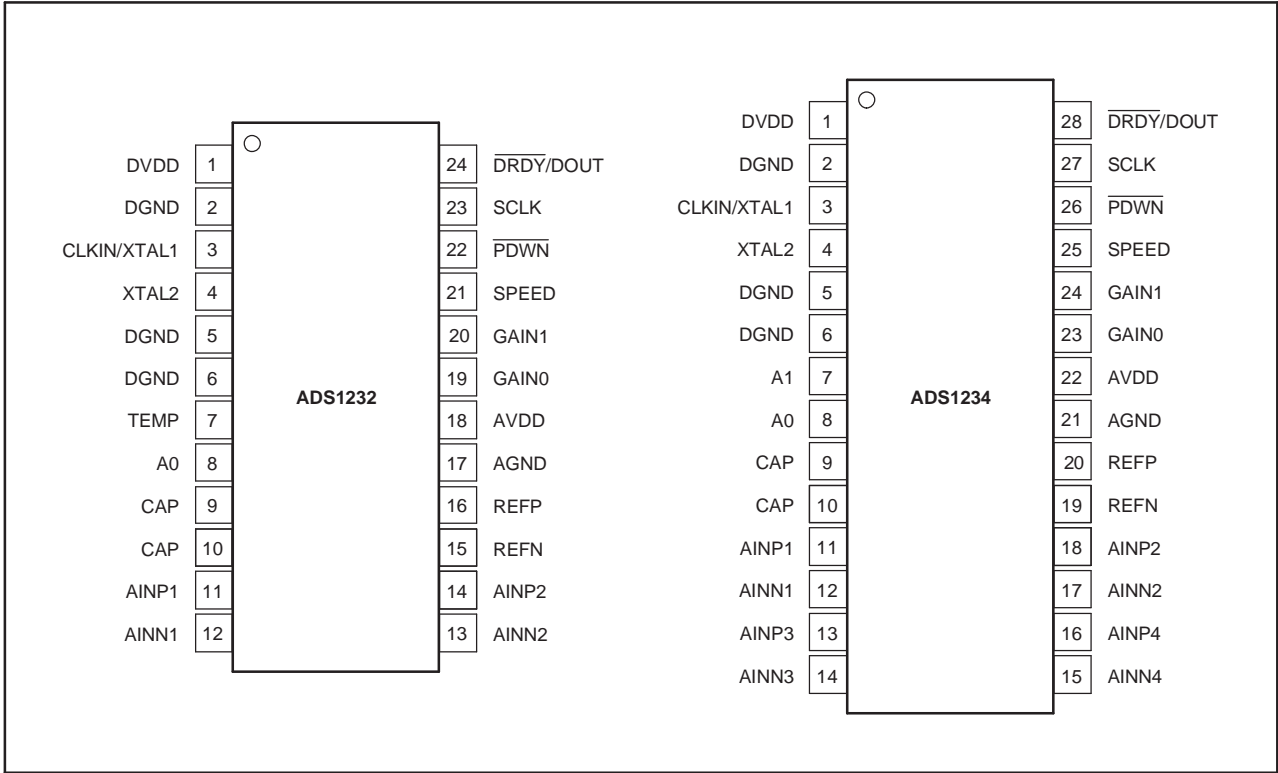 DVDD 1
DGND 2
CLKIN/XTAL1 3
XTAL2 4
DGND 5
DGND 6
TEMP 7
A0 8
CAP 9
CAP 10
AINP1 11
AINN1 12
ADS1232
24 DRDY/DOUT
23 SCLK
22 PDWN
21 SPEED
20 GAIN1
19 GAIN0
18 AVDD
17 AGND
16 REFP
15 REFN
14 AINP2
13 AINN2
DVDD 1
DGND 2
CLKIN/XTAL1 3
XTAL2 4
DGND 5
DGND 6
A1 7
A0 8
CAP 9
CAP 10
AINP1 11
AINN1 12
AINP3 13
AINN3 14
ADS1234
28 DRDY/DOUT
27 SCLK
26 PDWN
25 SPEED
24 GAIN1
23 GAIN0
22 AVDD
21 AGND
20 REFP
19 REFN
18 AINP2
17 AINN2
16 AINP4
15 AINN4